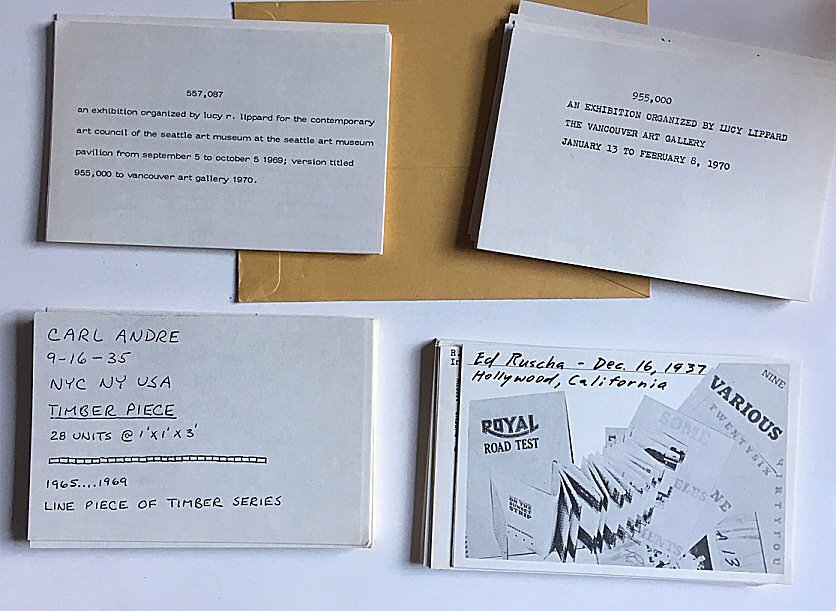 557,087
an exhibition organized by lucy r. lippard for the contemporary
art council of the seattle art museum at the seattle art museum
pavilion from september 5 to october 5 1969; version titled
955,000 to vancouver art gallery 1970.
955,000
AN EXHIBITION ORGANIZED BY LUCY LIPPARD
THE VANCOUVER ART GALLERY
JANUARY 13 TO FEBRUARY 8, 1970
CARL ANDRE
9-16-35
NYC NY USA
TIMBER PIECE
28 UNITS @ 1'X1'X3'
1965....1969
LINE PIECE OF TIMBER SERIES
Ed Ruscha - Dec. 16, 1937
Hollywood, California
ROYAL
ROAD TEST
SOME
NINE
VARIOUS
TWENTYSIX
STRIP